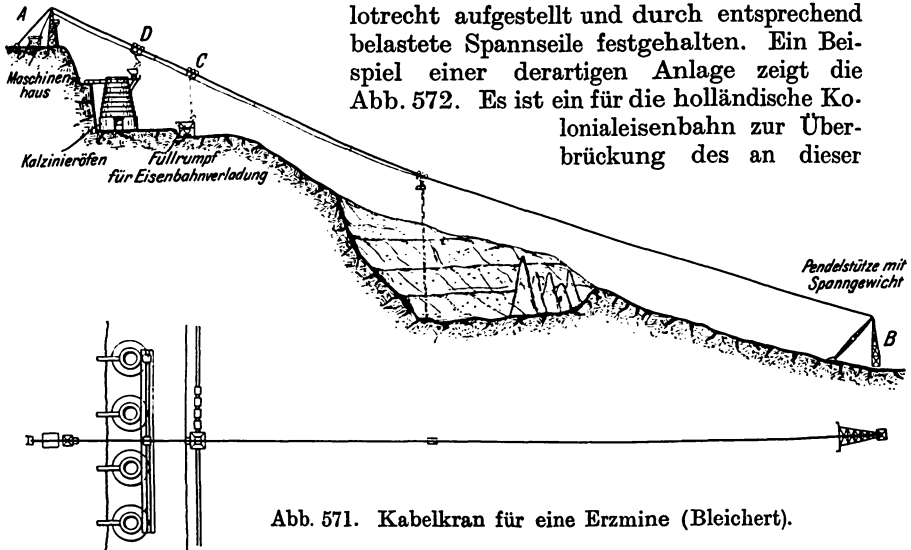 lotrecht aufgestellt und durch entsprechend
belastete Spannseile festgehalten. Ein Bei-
spiel einer derartigen Anlage zeigt die
Abb. 572. Es ist ein für die holländische Ko-
lonialeisenbahn zur Über-
brückung des an dieser
A
D
C
Maschinen
haus
Kalzinieröfen
Füllrumpf
für Eisenbahnverladung
Pendelstütze mit
Spanngewicht
B
Abb. 571. Kabelkran für eine Erzmine (Bleichert).